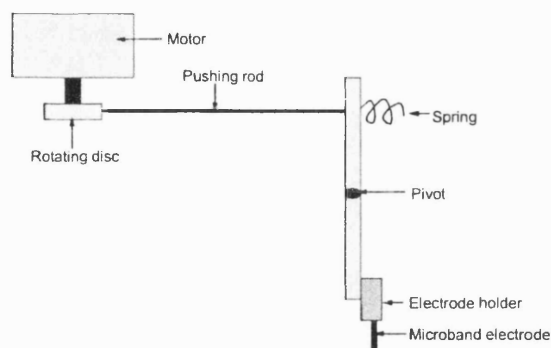 Motor
Pushing rod
Spring
Rotating disc
Pivot
Electrode holder
Microband electrode